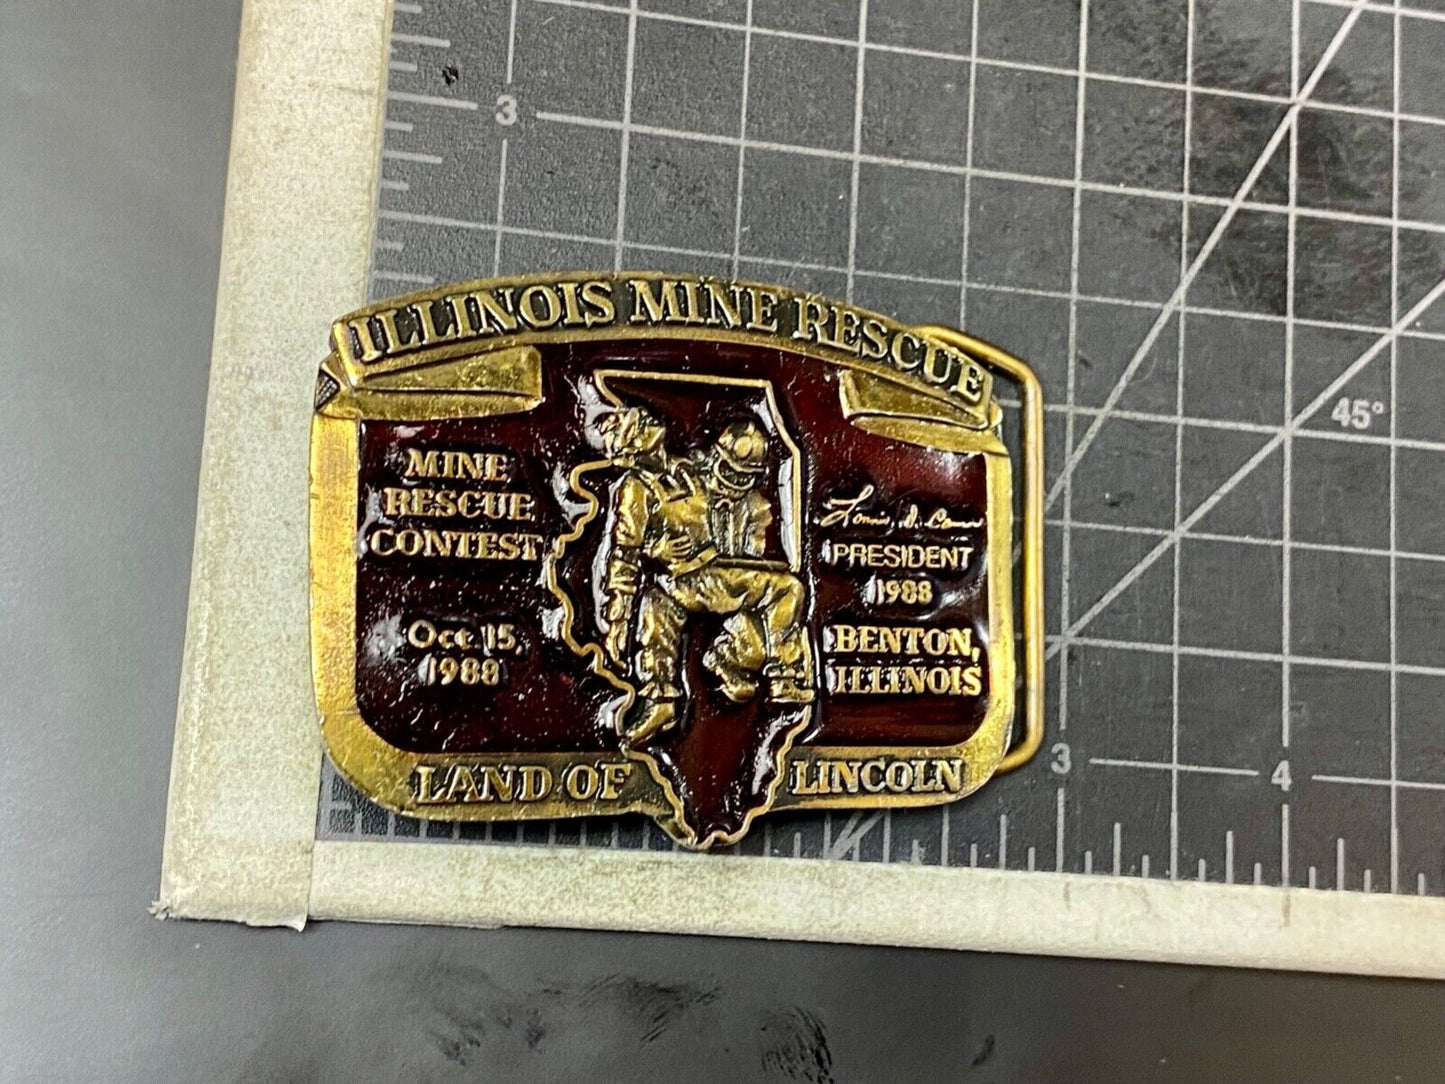 ILLINOIS MINE RESCUE
MINE
RESCUE
CONTEST
Oct. 15,
1988
PRESIDENT
1988
BENTON,
ILLINOIS
LAND OF LINCOLN
3
45°
3
4